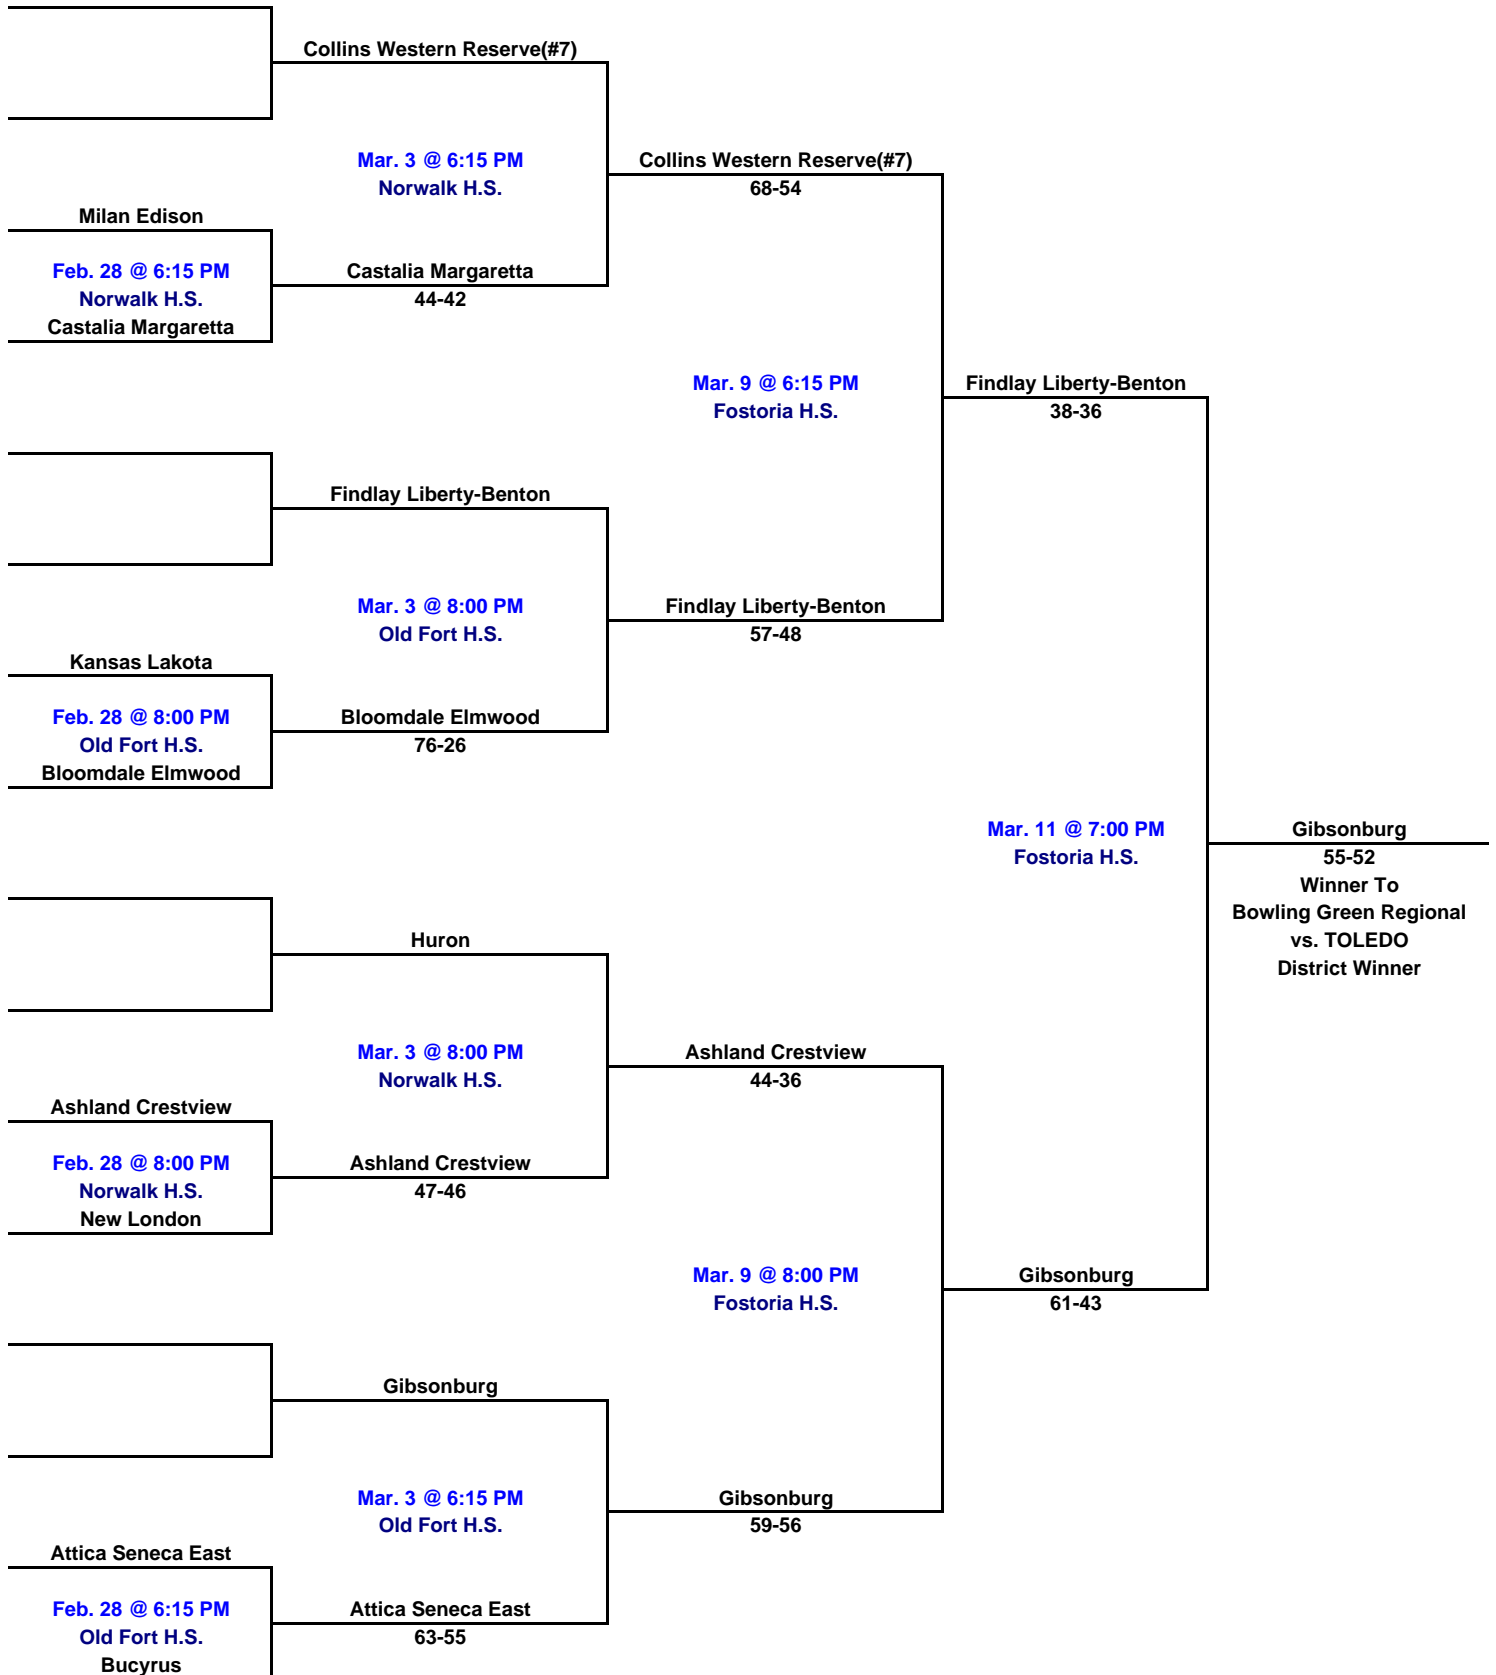 Collins Western Reserve(#7)
Mar. 3 @ 6:15 PM
Norwalk H.S.
Collins Western Reserve(#7)
68-54
Milan Edison
Feb. 28 @ 6:15 PM
Norwalk H.S.
Castalia Margaretta
Castalia Margaretta
44-42
Mar. 9 @ 6:15 PM
Fostoria H.S.
Findlay Liberty-Benton
38-36
Findlay Liberty-Benton
Mar. 3 @ 8:00 PM
Old Fort H.S.
Findlay Liberty-Benton
57-48
Kansas Lakota
Feb. 28 @ 8:00 PM
Old Fort H.S.
Bloomdale Elmwood
Bloomdale Elmwood
76-26
Mar. 11 @ 7:00 PM
Fostoria H.S.
Gibsonburg
55-52
Winner To
Bowling Green Regional
vs. TOLEDO
District Winner
Huron
Mar. 3 @ 8:00 PM
Norwalk H.S.
Ashland Crestview
44-36
Ashland Crestview
Feb. 28 @ 8:00 PM
Norwalk H.S.
New London
Ashland Crestview
47-46
Mar. 9 @ 8:00 PM
Fostoria H.S.
Gibsonburg
61-43
Gibsonburg
Mar. 3 @ 6:15 PM
Old Fort H.S.
Gibsonburg
59-56
Attica Seneca East
Feb. 28 @ 6:15 PM
Old Fort H.S.
Bucyrus
Attica Seneca East
63-55